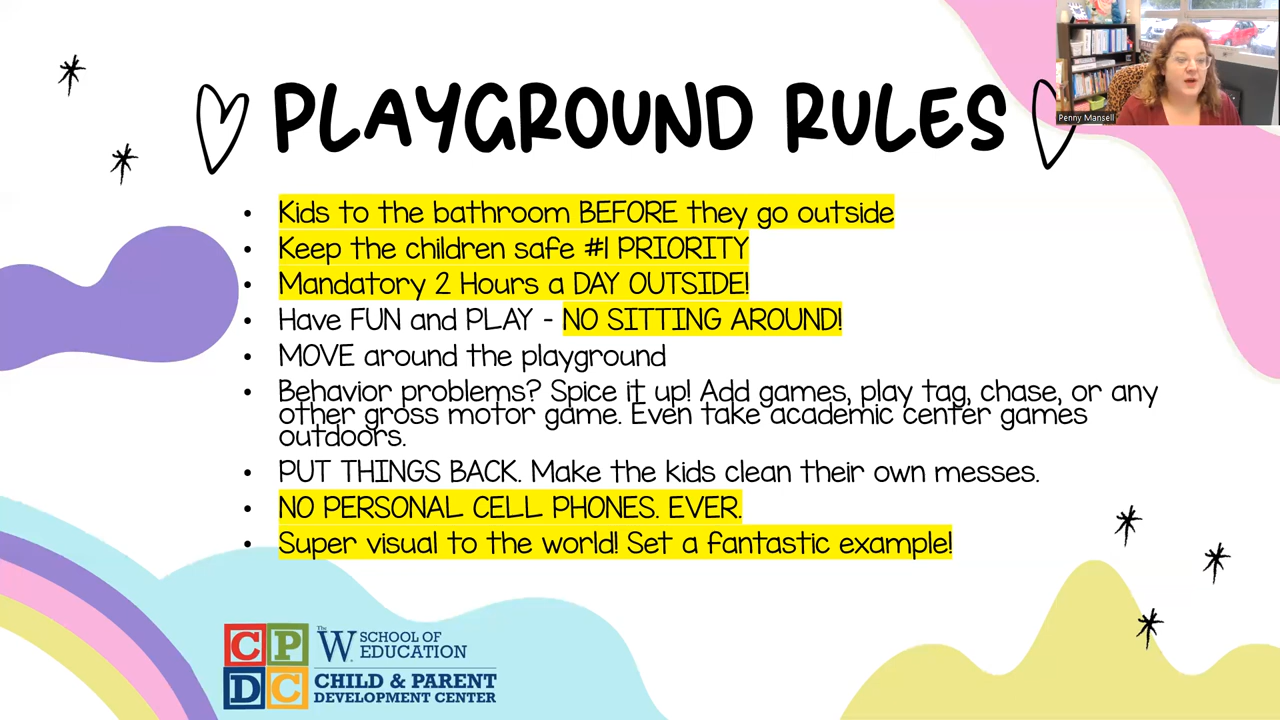 PLAYGROUND RULES
Penny Mansell
• Kids to the bathroom BEFORE they go outside
• Keep the children safe #1 PRIORITY
• Mandatory 2 Hours a DAY OUTSIDE!
• Have FUN and PLAY - NO SITTING AROUND!
• MOVE around the playground
• Behavior problems? Spice it up! Add games, play tag, chase, or any
other gross motor game. Even take academic center games
outdoors.
• PUT THINGS BACK. Make the kids clean their own messes.
• NO PERSONAL CELL PHONES. EVER.
• Super visual to the world! Set a fantastic example!
CP
DC
The W SCHOOL OF
EDUCATION
CHILD & PARENT
DEVELOPMENT CENTER